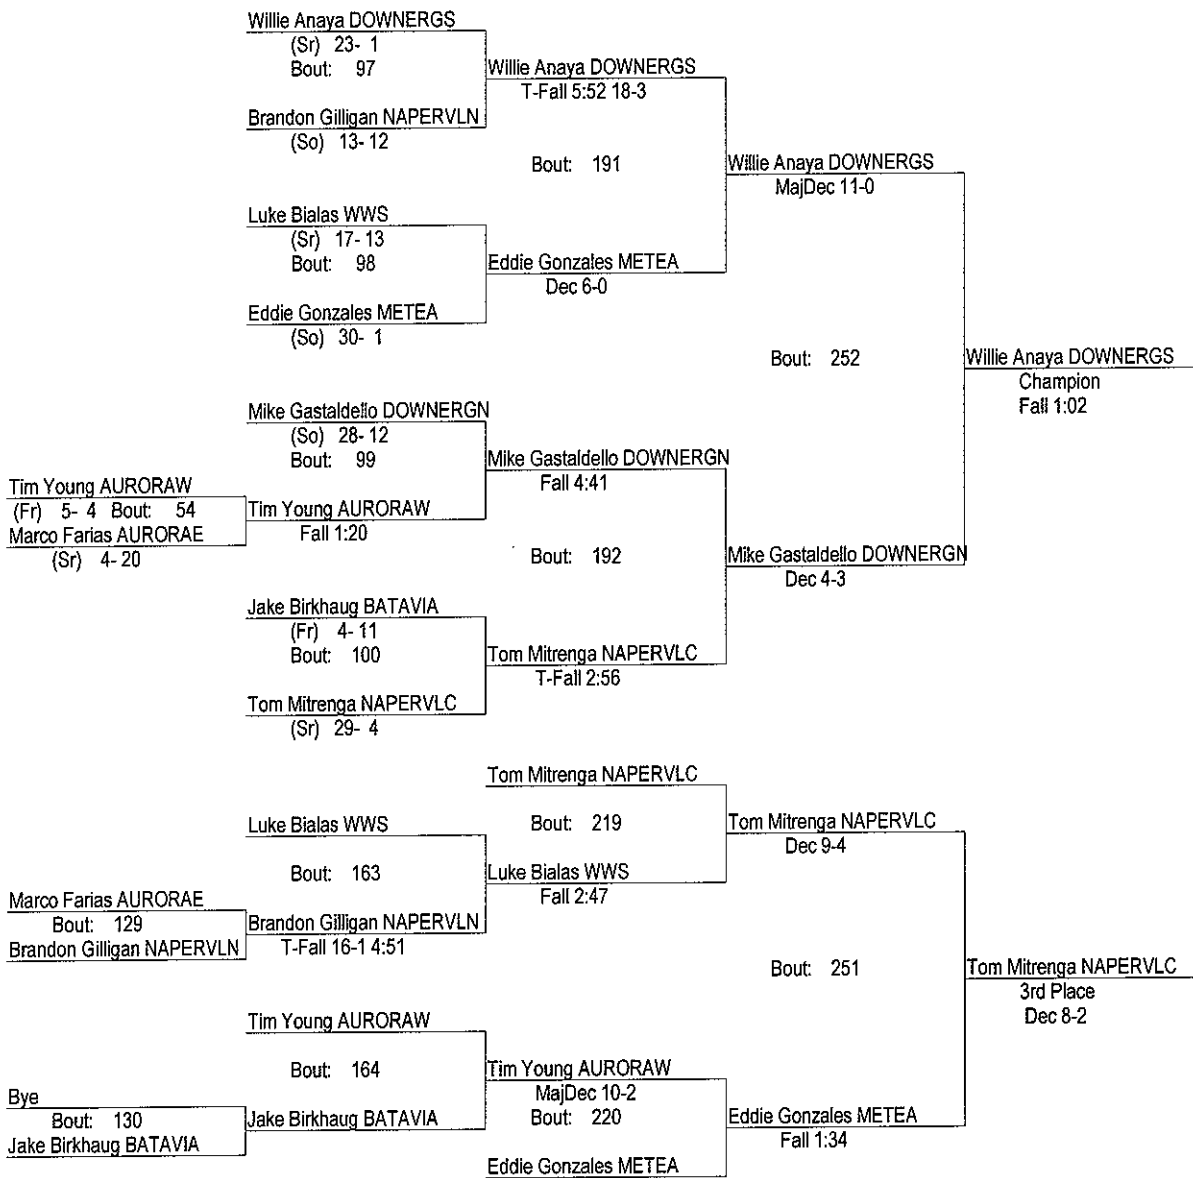 Willie Anaya DOWNERGS
(Sr) 23- 1
Bout: 97
Willie Anaya DOWNERGS
T-Fall 5:52 18-3
Brandon Gilligan NAPERVLN
(So) 13- 12
Bout: 191
Willie Anaya DOWNERGS
MajDec 11-0
Luke Bialas WWS
(Sr) 17- 13
Bout: 98
Eddie Gonzales METEA
Dec 6-0
Eddie Gonzales METEA
(So) 30- 1
Bout: 252
Willie Anaya DOWNERGS
Champion
Fall 1:02
Mike Gastaldello DOWNERGN
(So) 28- 12
Bout: 99
Mike Gastaldello DOWNERGN
Fall 4:41
Tim Young AURORAW
(Fr) 5- 4 Bout: 54
Tim Young AURORAW
Fall 1:20
Marco Farias AURORAE
(Sr) 4- 20
Bout: 192
Mike Gastaldello DOWNERGN
Dec 4-3
Jake Birkhaug BATAVIA
(Fr) 4- 11
Bout: 100
Tom Mitrenga NAPERVLC
T-Fall 2:56
Tom Mitrenga NAPERVLC
(Sr) 29- 4
Tom Mitrenga NAPERVLC
Bout: 219
Tom Mitrenga NAPERVLC
Dec 9-4
Luke Bialas WWS
Bout: 163
Luke Bialas WWS
Fall 2:47
Marco Farias AURORAE
Bout: 129
Brandon Gilligan NAPERVLN
T-Fall 16-1 4:51
Brandon Gilligan NAPERVLN
Bout: 251
Tom Mitrenga NAPERVLC
3rd Place
Dec 8-2
Tim Young AURORAW
Bout: 164
Tim Young AURORAW
MajDec 10-2
Bye
Bout: 130
Jake Birkhaug BATAVIA
Jake Birkhaug BATAVIA
Bout: 220
Eddie Gonzales METEA
Fall 1:34
Eddie Gonzales METEA